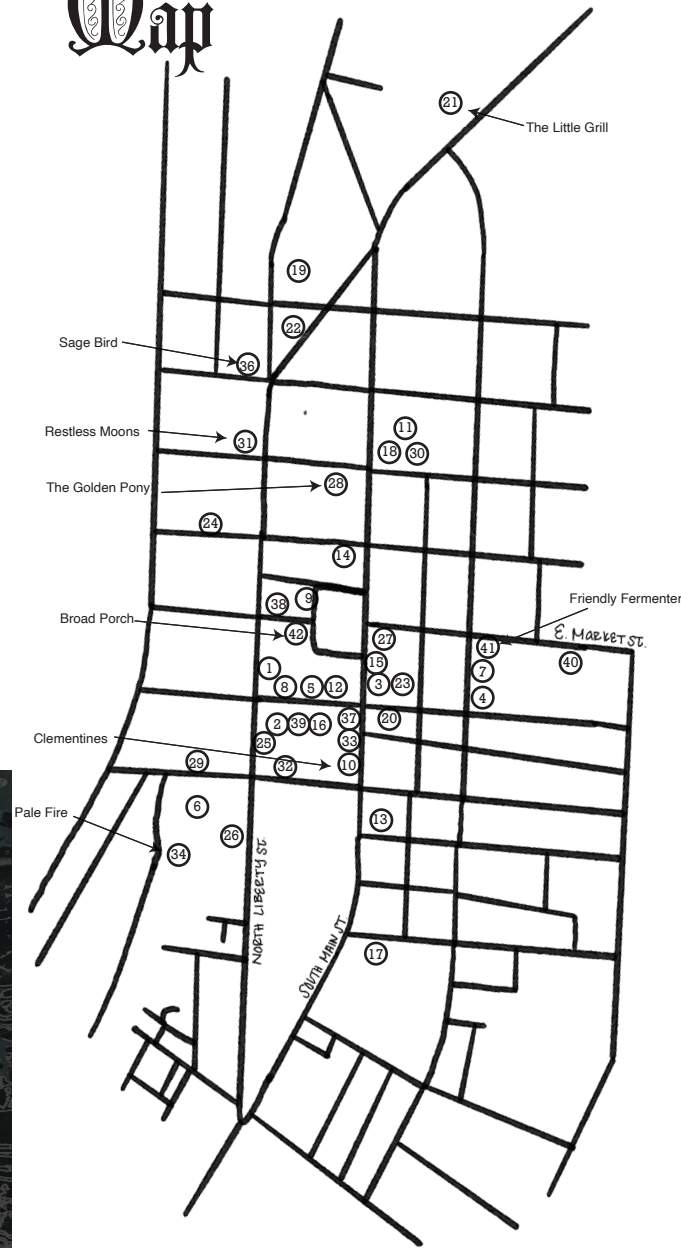 Map
21
The Little Grill
19
22
Sage Bird
36
11
Restless Moons
31
18 30
The Golden Pony
28
24
14
Friendly Fermenter
38 9
Broad Porch
42
27
41
E. MARKET ST.
1
15
7
40
8 5 12
3 23
4
2 39 16 37
20
25
33
Clementines
29
32
10
6
13
Pale Fire
26
34
NORTH LIBERTY ST.
SOUTH MAIN ST.
17